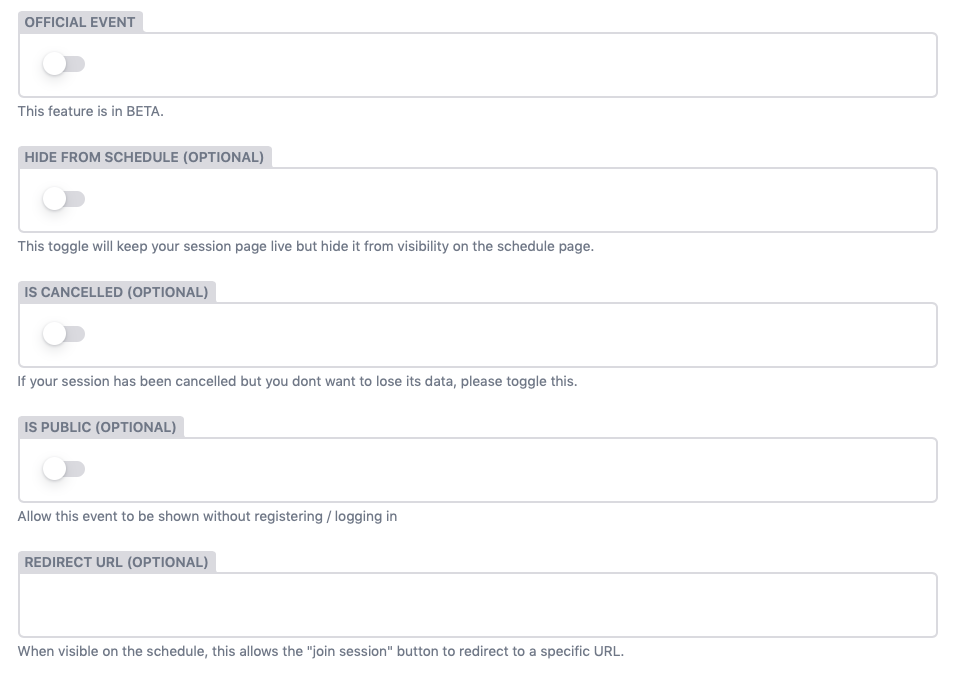 OFFICIAL EVENT
This feature is in BETA.
HIDE FROM SCHEDULE (OPTIONAL)
This toggle will keep your session page live but hide it from visibility on the schedule page.
IS CANCELLED (OPTIONAL)
If your session has been cancelled but you dont want to lose its data, please toggle this.
IS PUBLIC (OPTIONAL)
Allow this event to be shown without registering / logging in
REDIRECT URL (OPTIONAL)
When visible on the schedule, this allows the "join session" button to redirect to a specific URL.